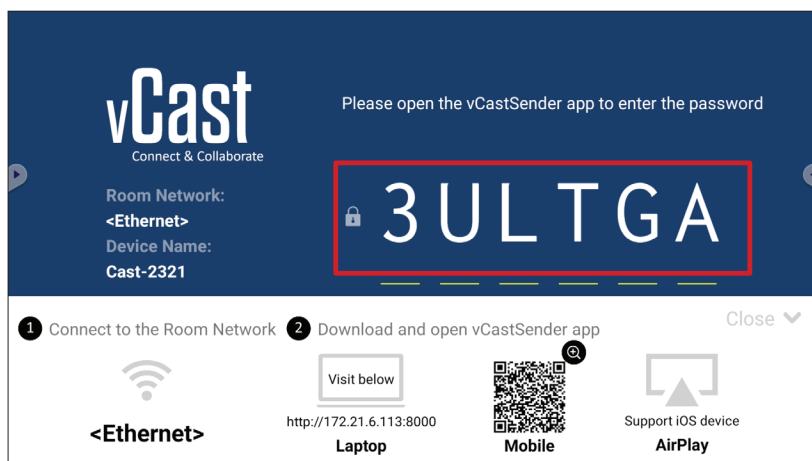 vCast
Connect & Collaborate
Please open the vCastSender app to enter the password
Room Network:
<Ethernet>
Device Name:
Cast-2321
3ULTGA
Close
1 Connect to the Room Network
2 Download and open vCastSender app
<Ethernet>
Visit below
http://172.21.6.113:8000
Laptop
Mobile
Support iOS device
AirPlay